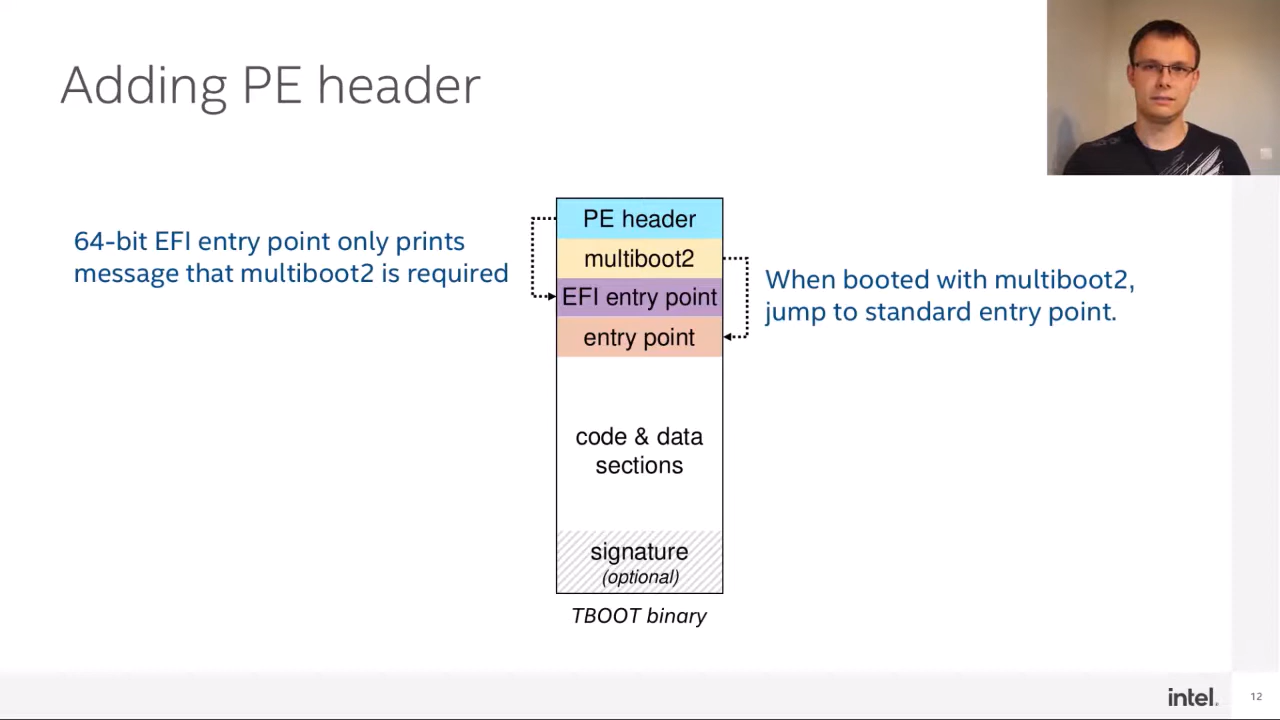 Adding PE header
64-bit EFI entry point only prints
message that multiboot2 is required
PE header
multiboot2
EFI entry point
entry point
When booted with multiboot2,
jump to standard entry point.
code & data
sections
signature
(optional)
TBOOT binary
intel.
12